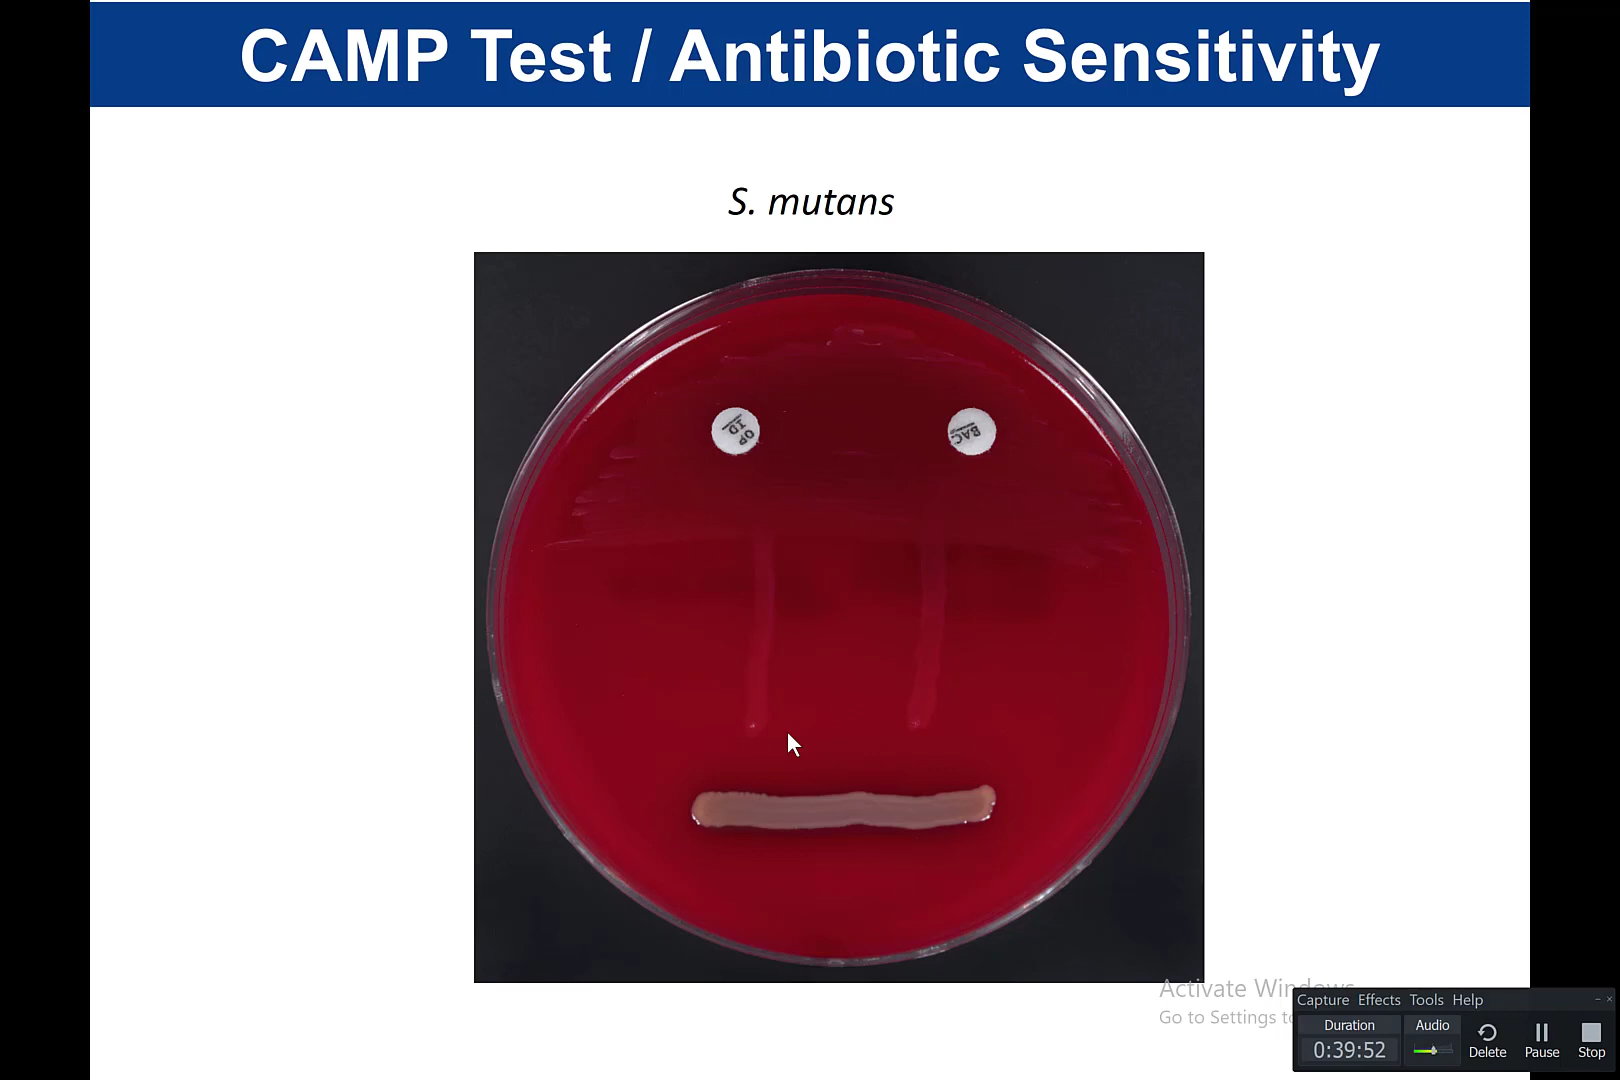 CAMP Test / Antibiotic Sensitivity
S. mutans
OP
ID
BAC
Activate Windows
Go to Settings to
Capture Effects Tools Help
Duration
Audio
0:39:52
Delete
Pause
Stop